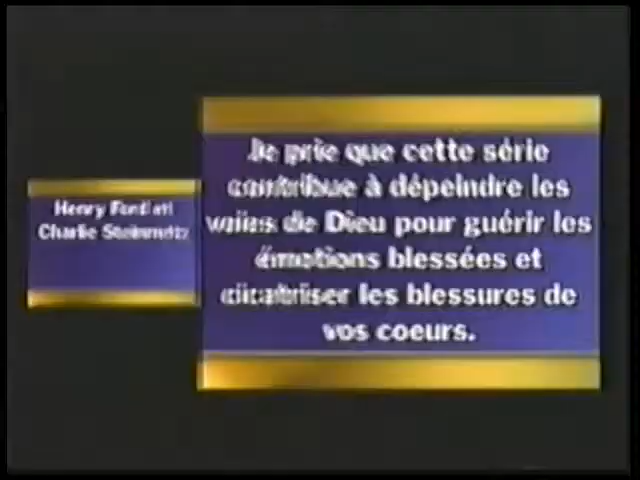 Henry Ford et
Charlie Steinmetz
Je prie que cette série
contribue à dépeindre les
voies de Dieu pour guérir les
émotions blessées et
cicatriser les blessures de
vos coeurs.